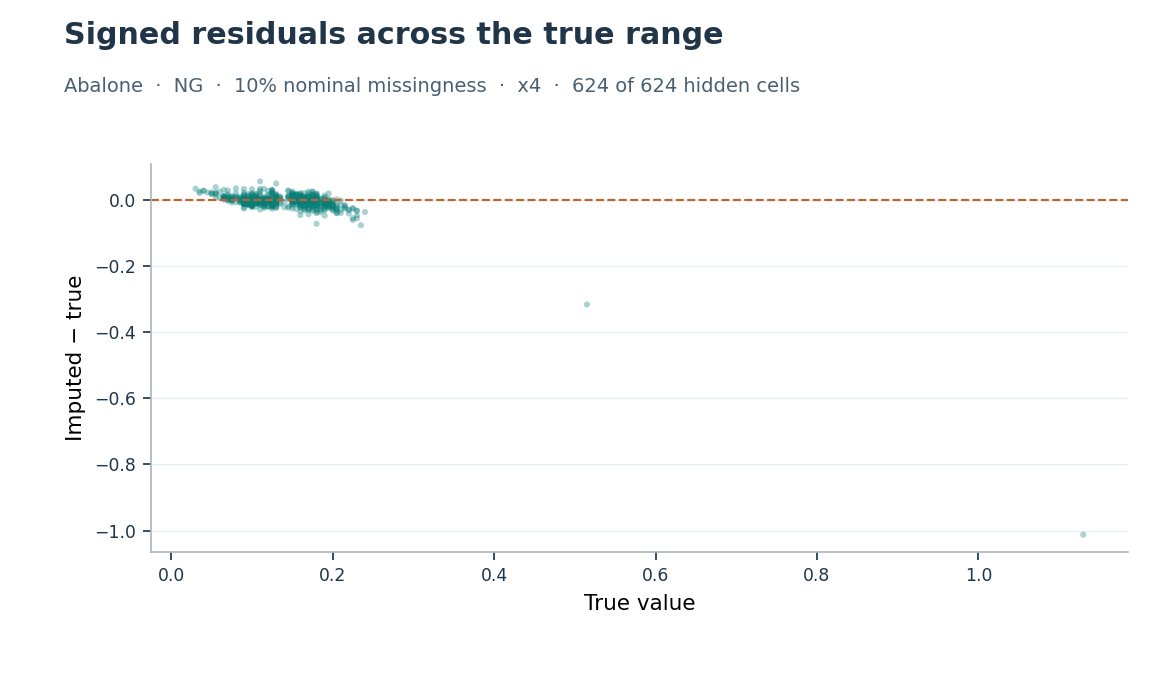 Signed residuals across the true range
Abalone · NG · 10% nominal missingness · x4 · 624 of 624 hidden cells
Imputed − true
0.0
−0.2
−0.4
−0.6
−0.8
−1.0
0.0 0.2 0.4 0.6 0.8 1.0
True value